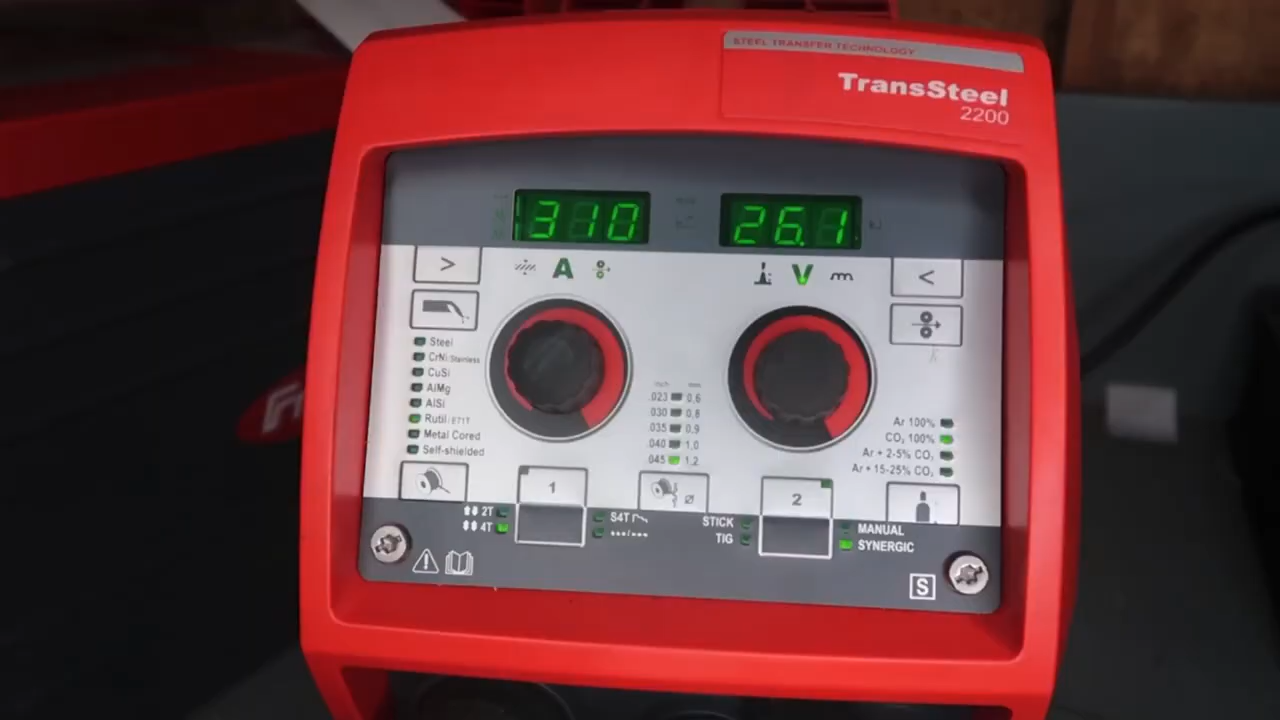 STEEL TRANSFER TECHNOLOGY
TransSteel
2200
310
26.1
>
A
V
<
Steel
CrNi/Stainless
CuSi
AlMg
AlSi
Rutil/E71T
Metal Cored
Self-shielded
inch mm
.023 0,6
.030 0,8
.035 0,9
.040 1,0
.045 1,2
Ar 100%
CO₂ 100%
Ar + 2-5% CO₂
Ar + 15-25% CO₂
1
2
2T
4T
S4T
STICK
TIG
MANUAL
SYNERGIC
S